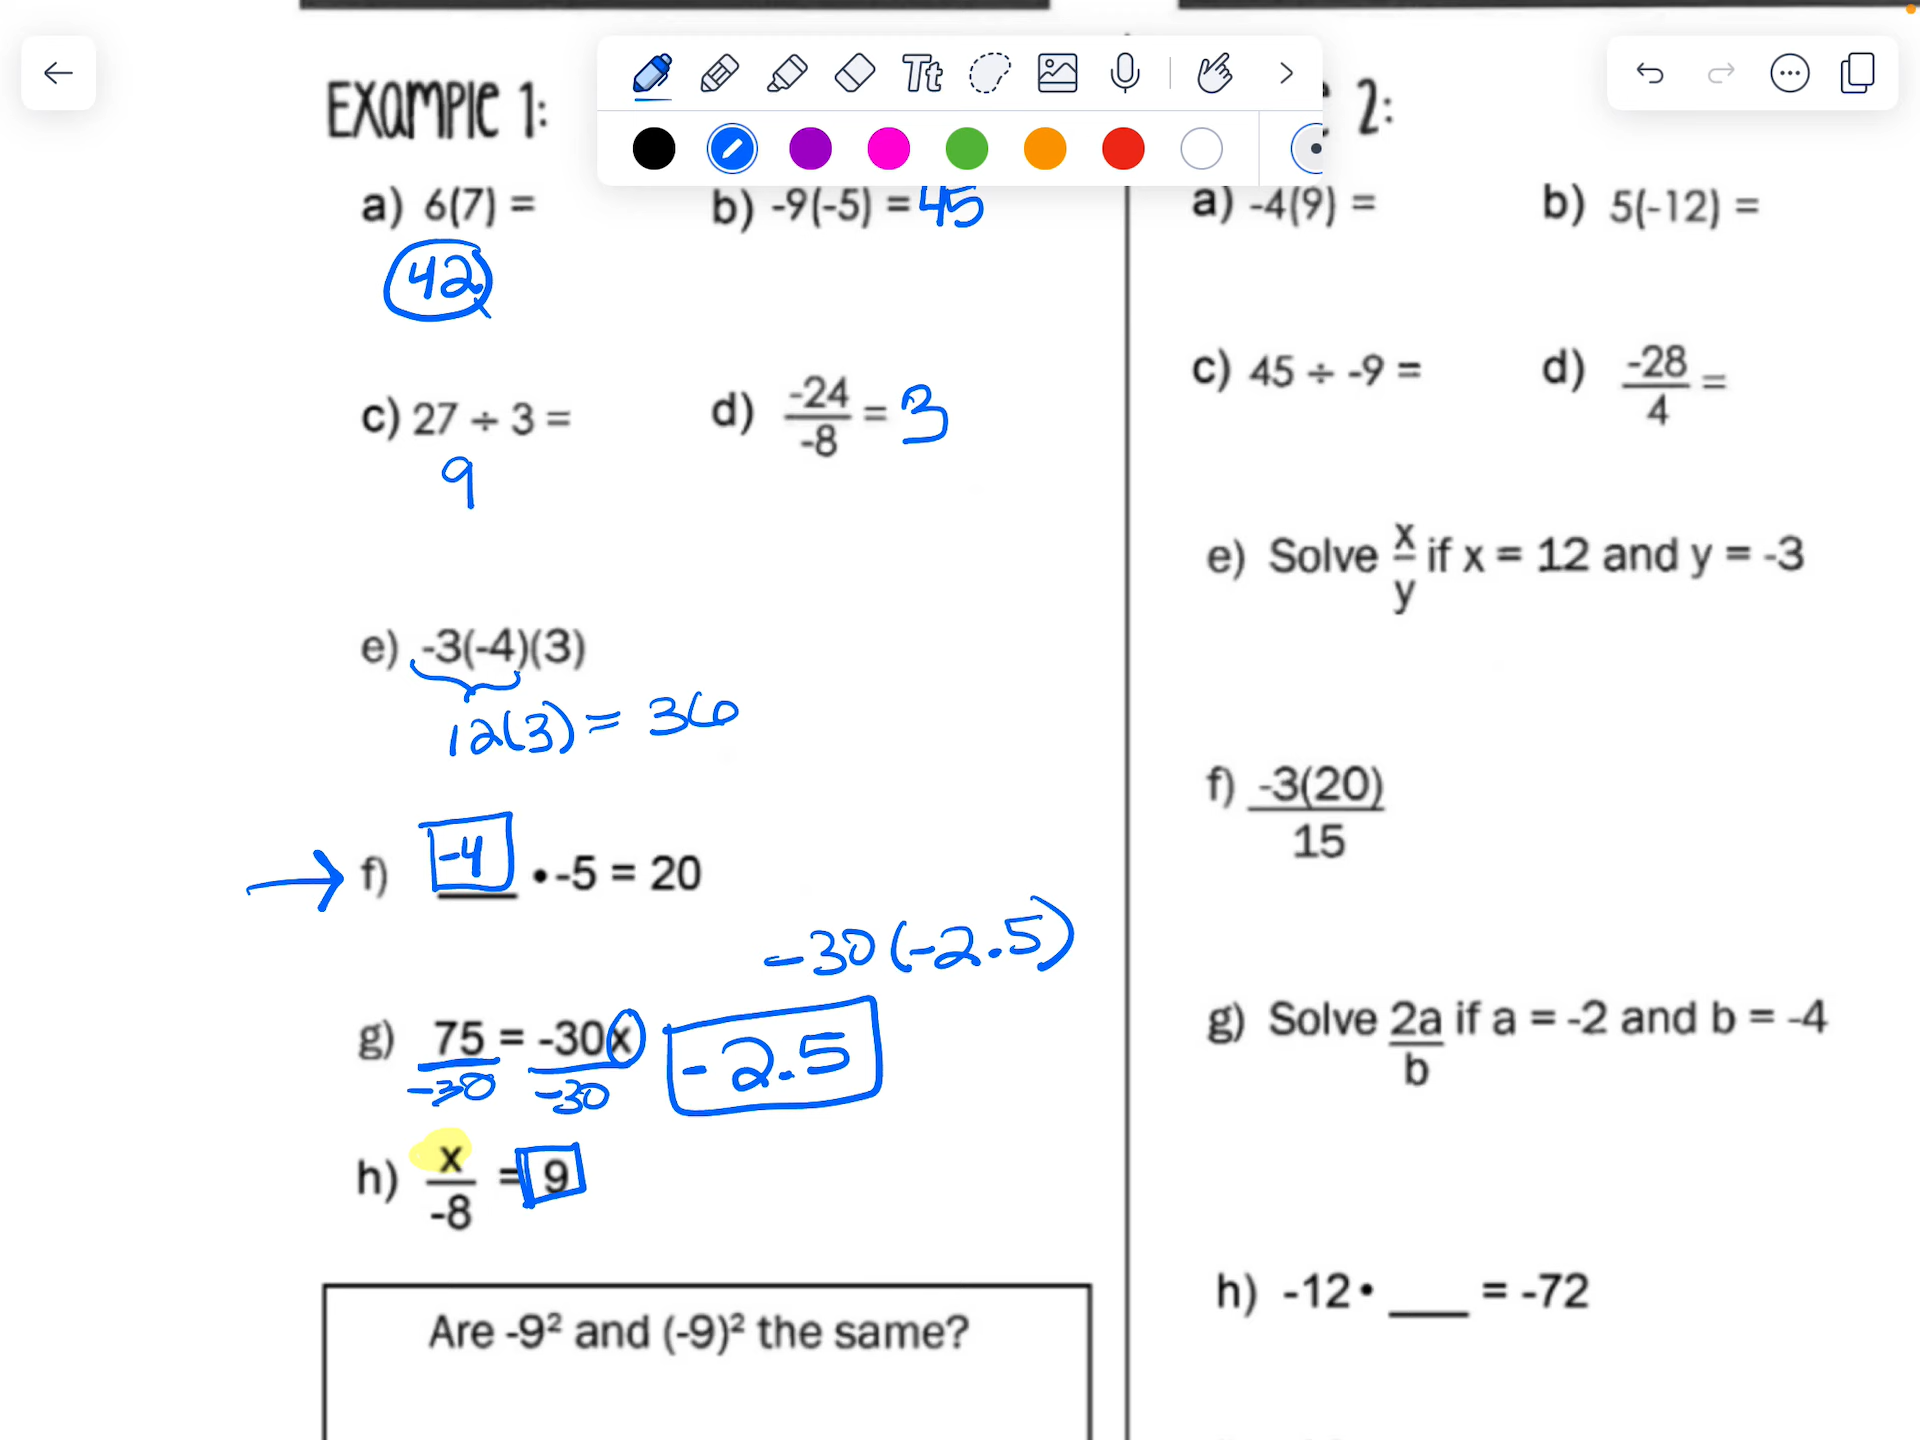 EXAMPLE 1:
Tt
2:
a) 6(7) =
42
b) -9(-5) = 45
c) 27 ÷ 3 =
9
d) -24/-8 = 3
e) -3(-4)(3)
12(3) = 36
f) -4 • -5 = 20
-30(-2.5)
g) 75 = -30x
-30 -30
-2.5
h) x/-8 = 9
Are -9² and (-9)² the same?
a) -4(9) =
b) 5(-12) =
c) 45 ÷ -9 =
d) -28/4 =
e) Solve x/y if x = 12 and y = -3
f) -3(20)/15
g) Solve 2a/b if a = -2 and b = -4
h) -12 • ___ = -72